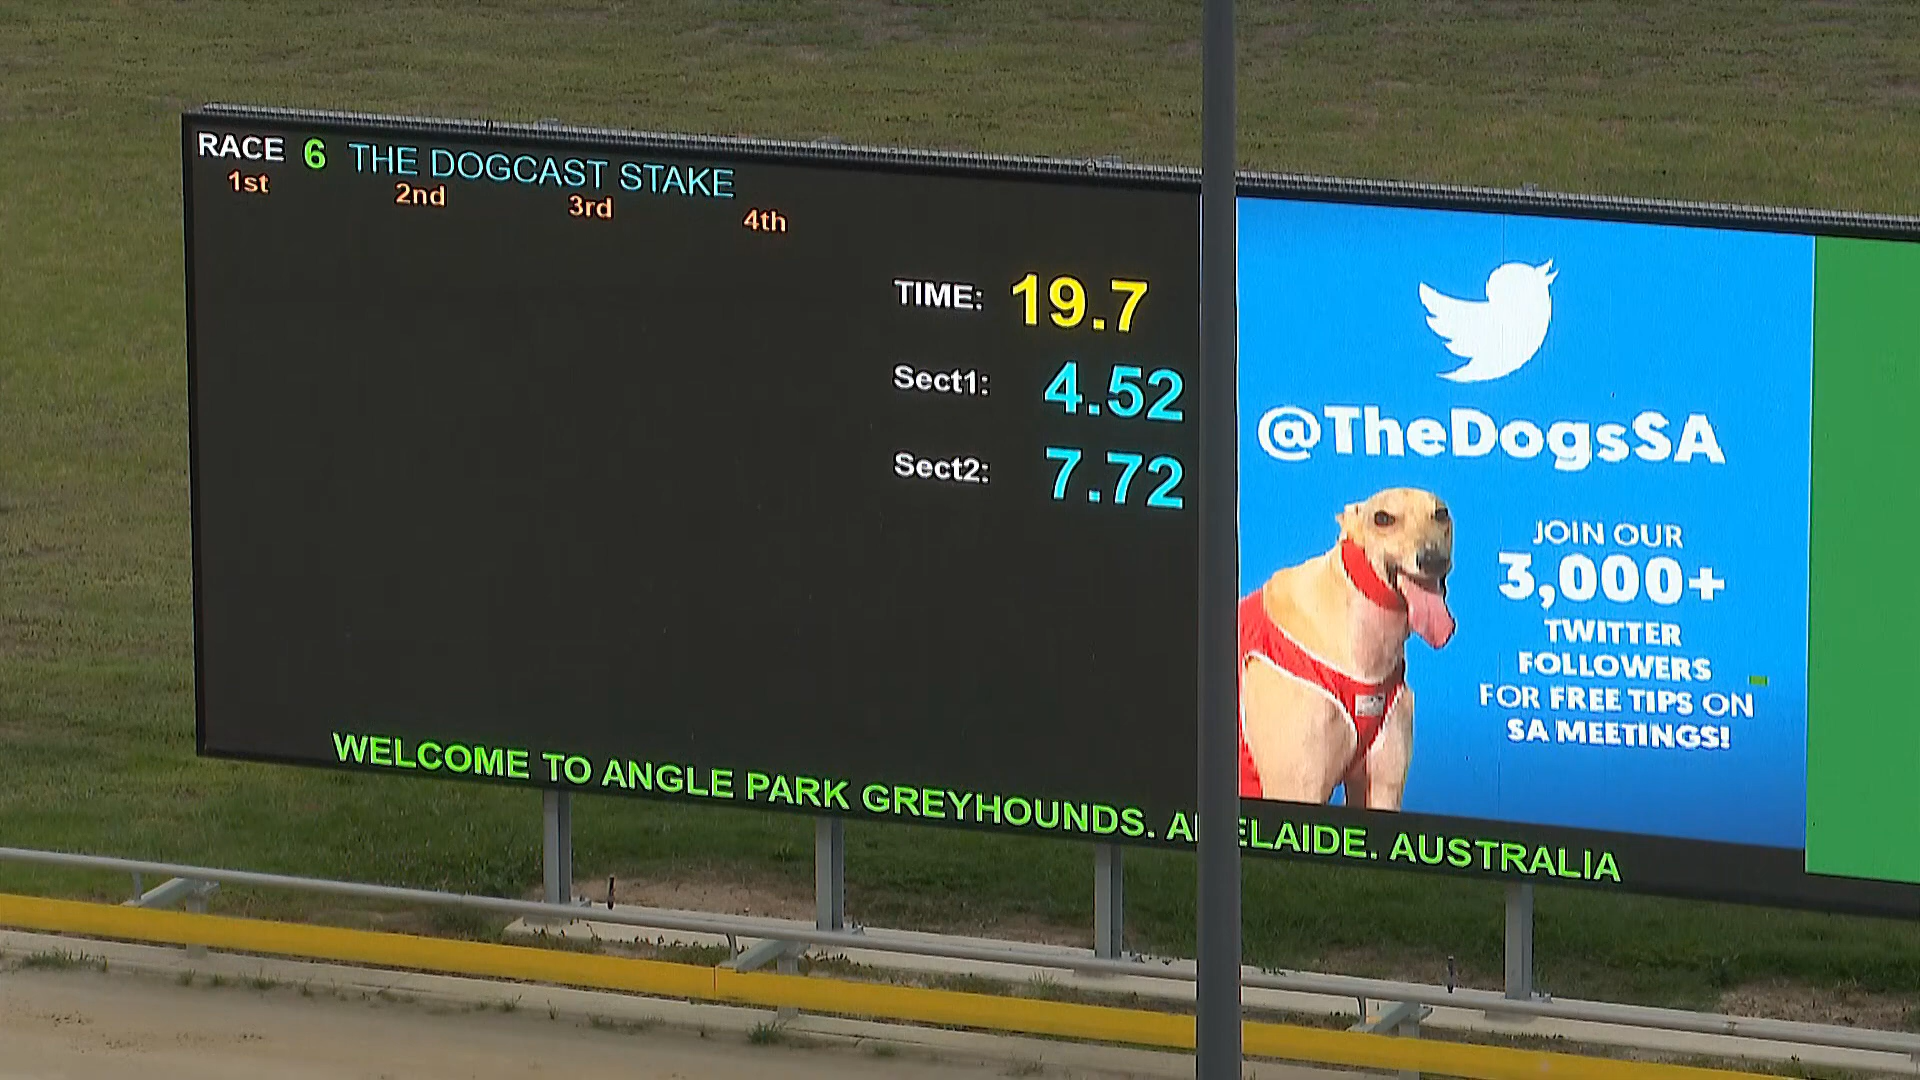 RACE 6 THE DOGCAST STAKE
1st 2nd 3rd 4th
TIME: 19.7
Sect1: 4.52
Sect2: 7.72
@TheDogsSA
JOIN OUR
3,000+
TWITTER
FOLLOWERS
FOR FREE TIPS ON
SA MEETINGS!
WELCOME TO ANGLE PARK GREYHOUNDS. A ELAIDE. AUSTRALIA